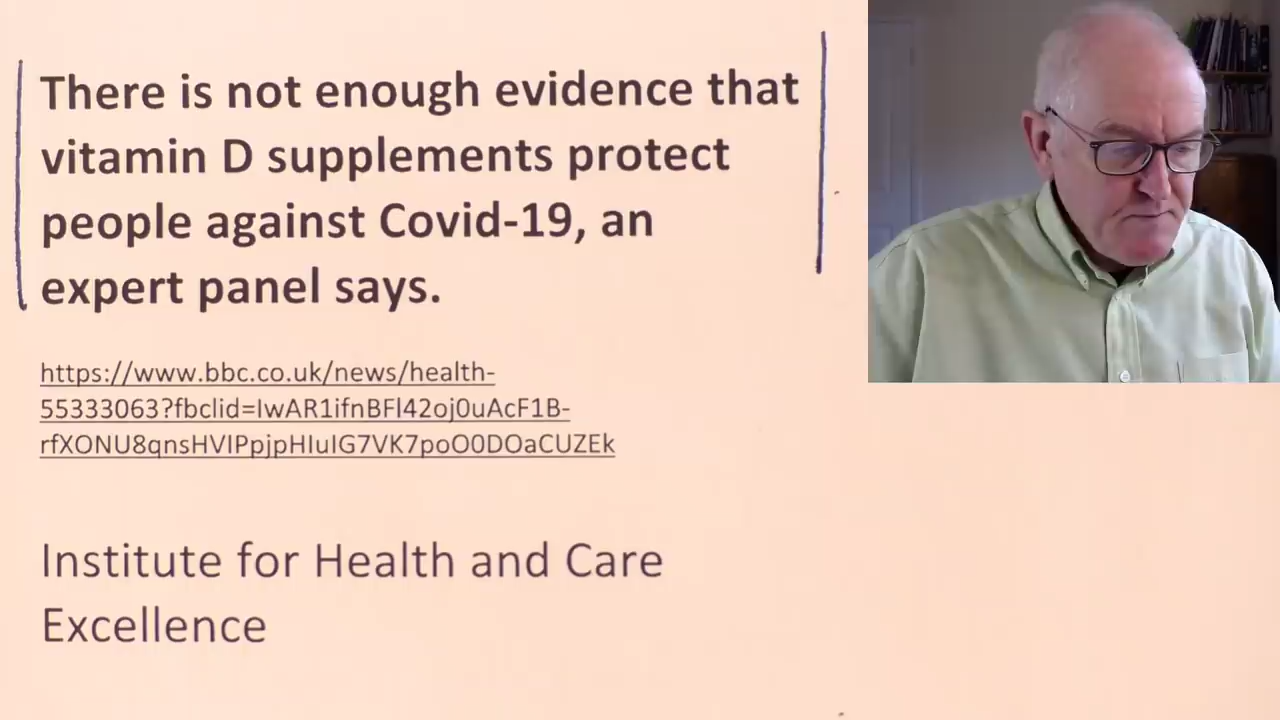 There is not enough evidence that
vitamin D supplements protect
people against Covid-19, an
expert panel says.
https://www.bbc.co.uk/news/health-
55333063?fbclid=IwAR1ifnBFl42oj0uAcF1B-
rfXONU8qnsHVIPpjpHIuIG7VK7poO0DOaCUZEk
Institute for Health and Care
Excellence